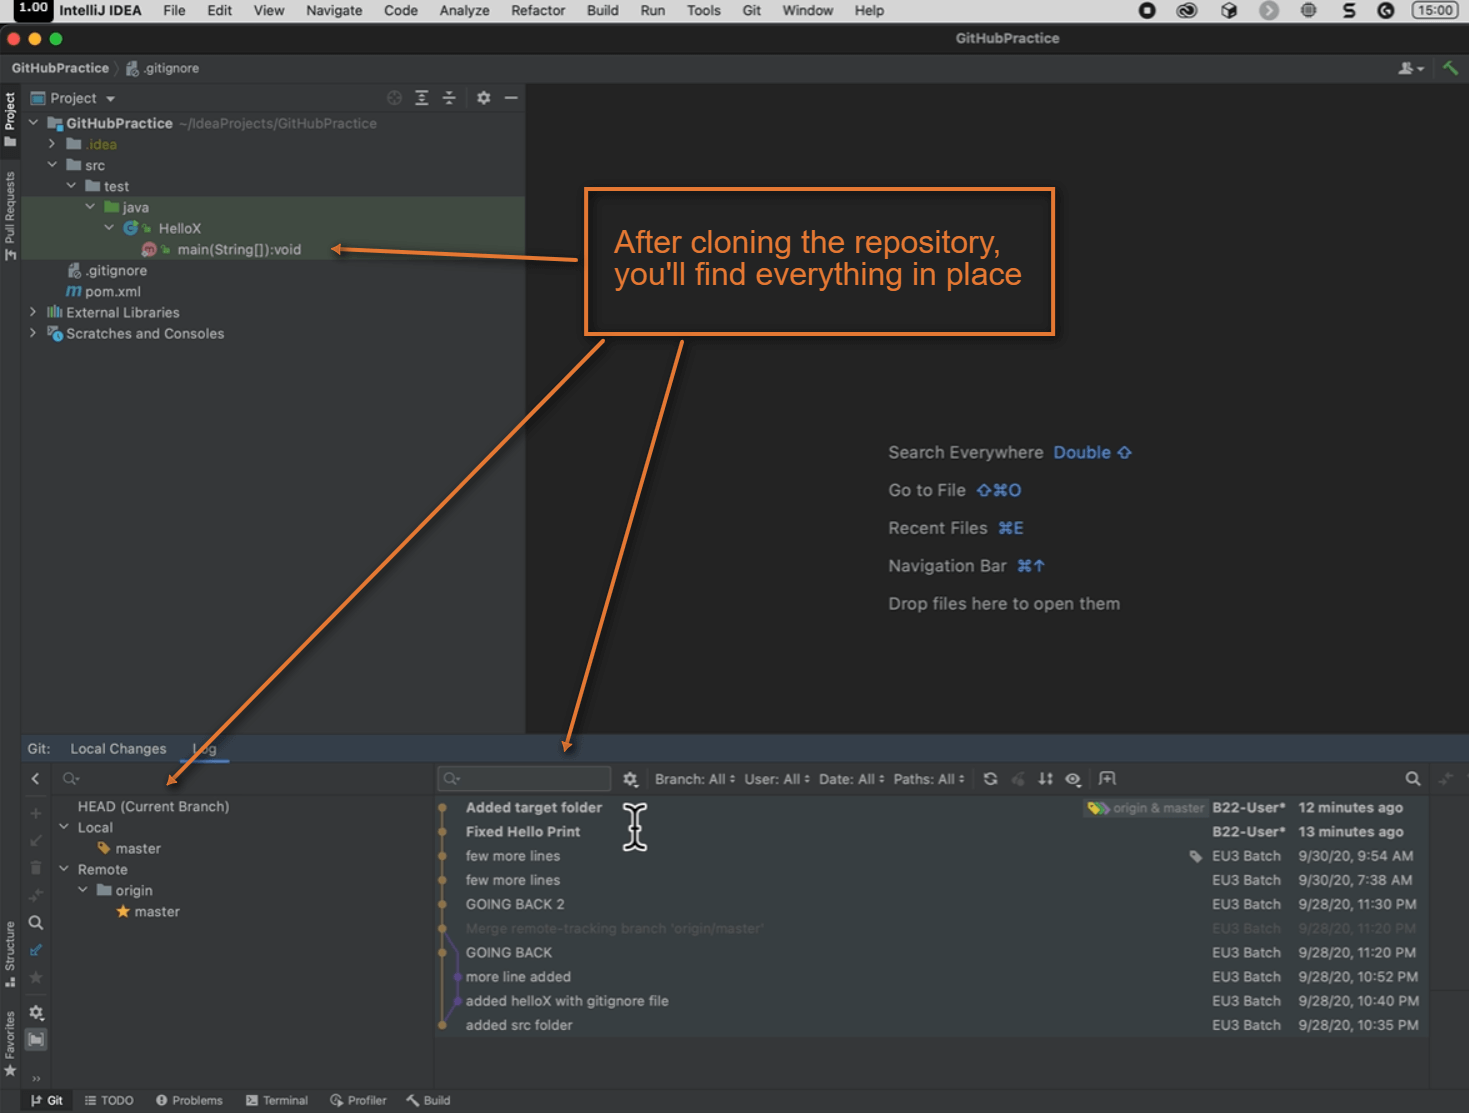 1.00 IntelliJ IDEA File Edit View Navigate Code Analyze Refactor Build Run Tools Git Window Help 15:00
GitHubPractice
GitHubPractice .gitignore
Project
Project
GitHubPractice ~/IdeaProjects/GitHubPractice
.idea
src
test
Pull Requests
java
HelloX
main(String[]):void
.gitignore
pom.xml
External Libraries
Scratches and Consoles
After cloning the repository,
you'll find everything in place
Search Everywhere Double ⇧
Go to File ⇧⌘O
Recent Files ⌘E
Navigation Bar ⌘↑
Drop files here to open them
Git: Local Changes Log
Branch: All User: All Date: All Paths: All
HEAD (Current Branch)
Local
master
Remote
origin
master
Added target folder origin & master B22-User* 12 minutes ago
Fixed Hello Print B22-User* 13 minutes ago
few more lines EU3 Batch 9/30/20, 9:54 AM
few more lines EU3 Batch 9/30/20, 7:38 AM
GOING BACK 2 EU3 Batch 9/28/20, 11:30 PM
Merge remote-tracking branch 'origin/master' EU3 Batch 9/28/20, 11:20 PM
GOING BACK EU3 Batch 9/28/20, 11:20 PM
more line added EU3 Batch 9/28/20, 10:52 PM
added helloX with gitignore file EU3 Batch 9/28/20, 10:40 PM
added src folder EU3 Batch 9/28/20, 10:35 PM
Structure
Favorites
Git TODO Problems Terminal Profiler Build